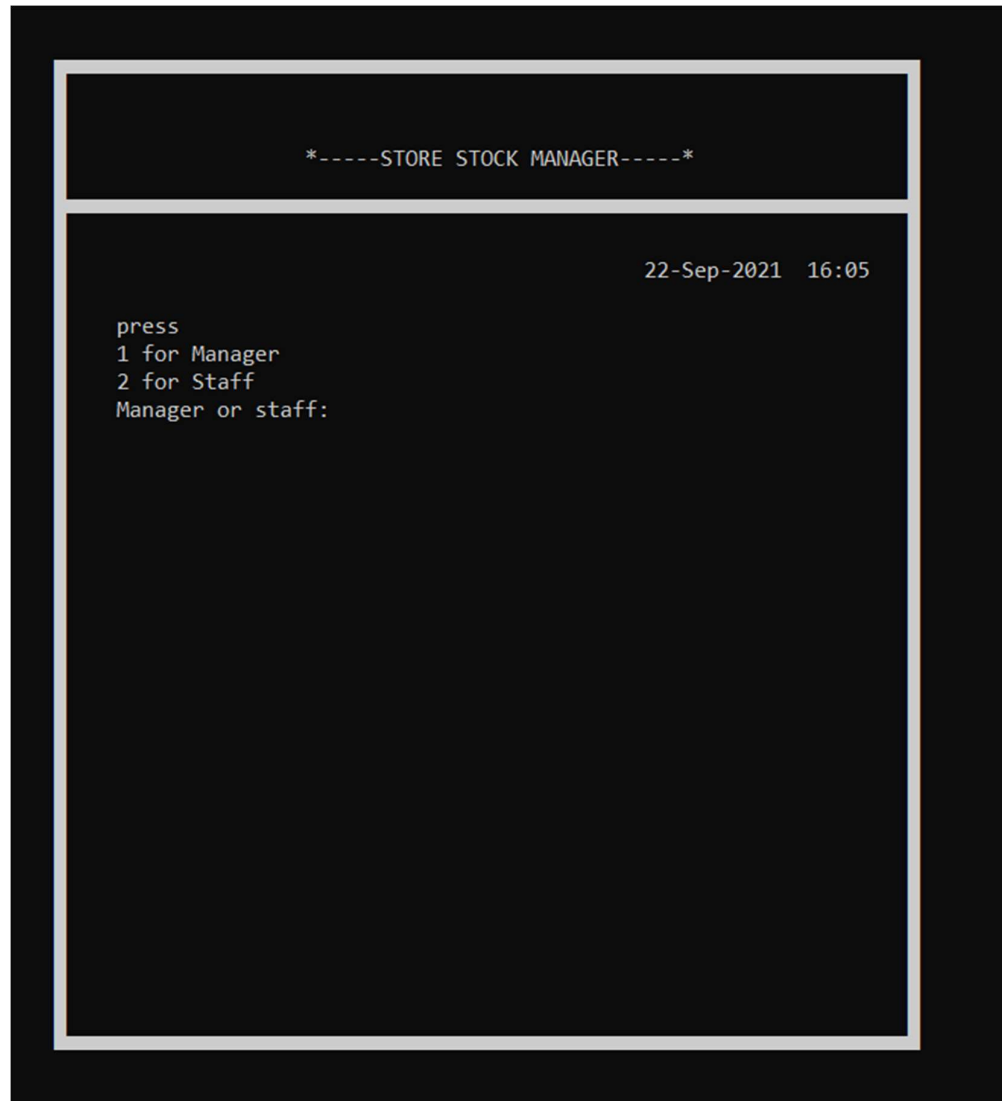 *-----STORE STOCK MANAGER-----*
22-Sep-2021  16:05
press
1 for Manager
2 for Staff
Manager or staff: